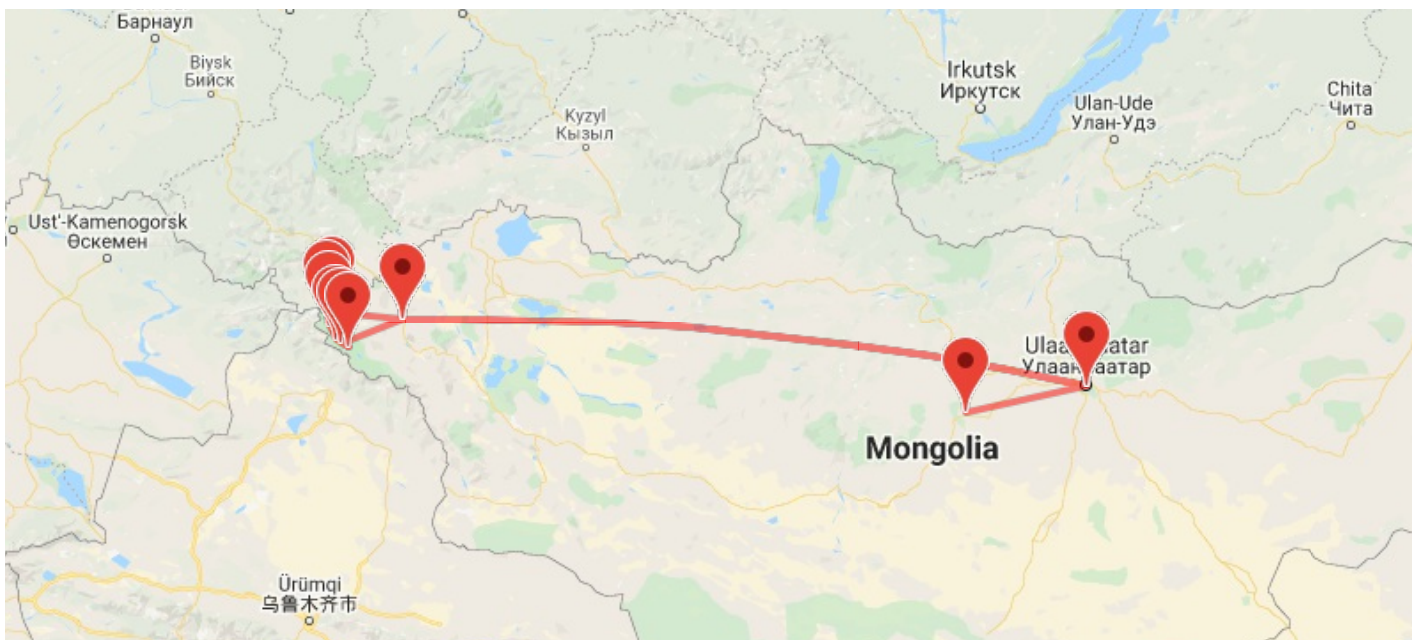 Барнаул
Biysk
Бийск
Irkutsk
Иркутск
Chita
Чита
Ulan-Ude
Улан-Удэ
Kyzyl
Кызыл
Ust'-Kamenogorsk
Өскемен
Mongolia
Ürümqi
乌鲁木齐市